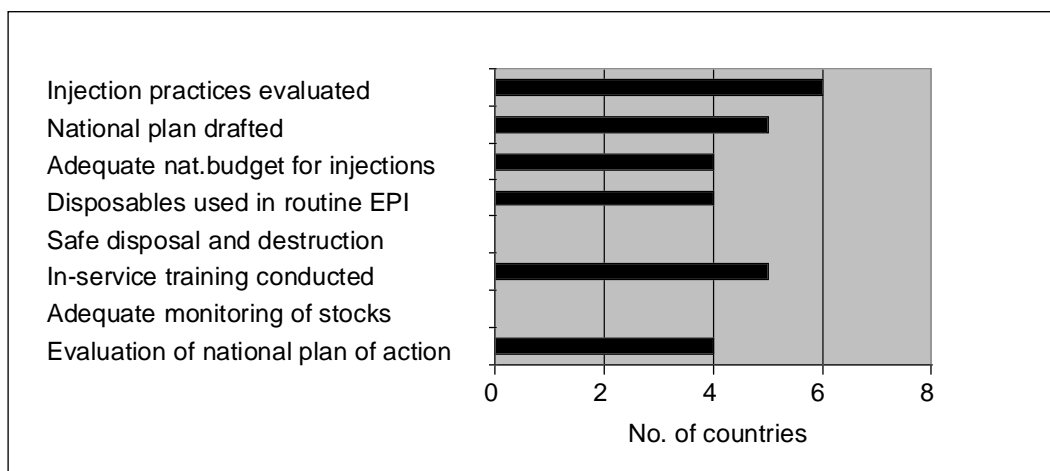 Injection practices evaluated
National plan drafted
Adequate nat.budget for injections
Disposables used in routine EPI
Safe disposal and destruction
In-service training conducted
Adequate monitoring of stocks
Evaluation of national plan of action
0 2 4 6 8
No. of countries